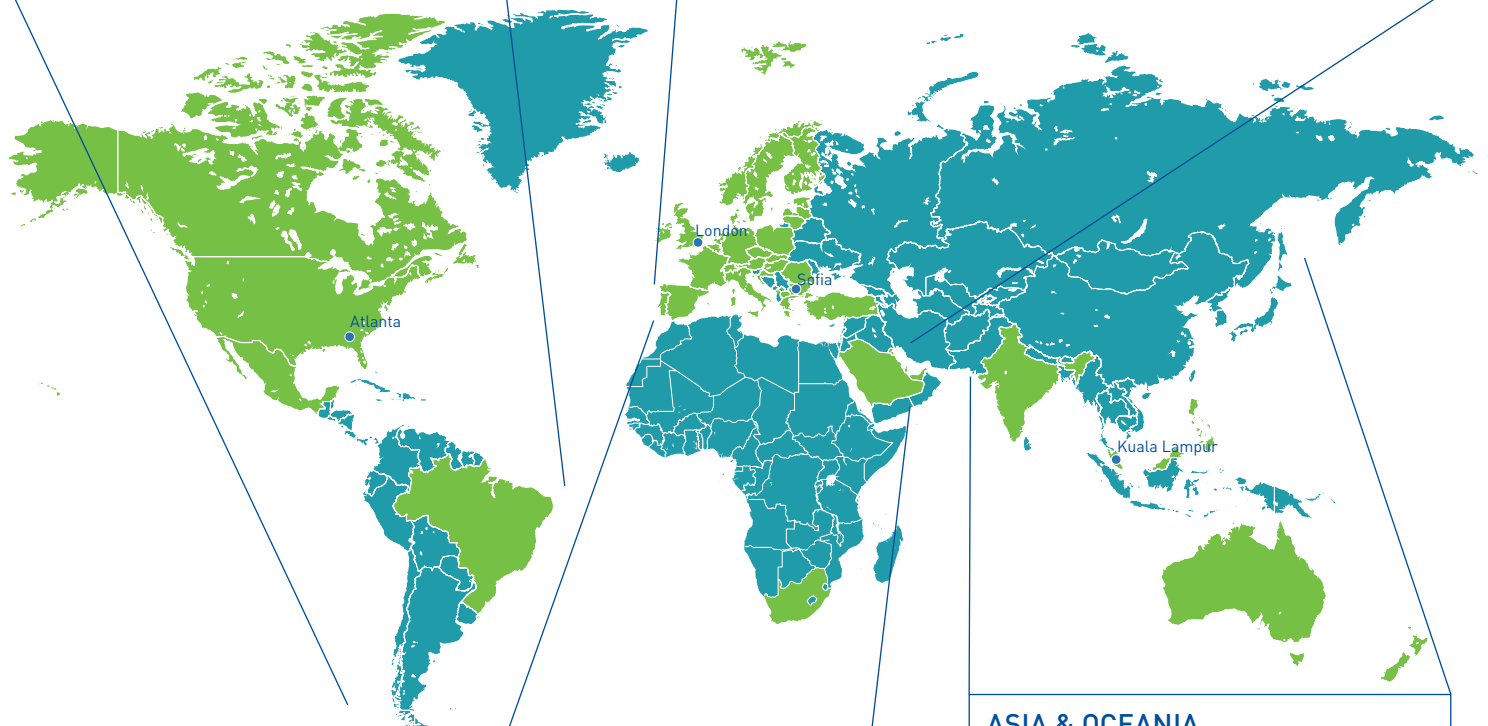 London
Sofia
Atlanta
Kuala Lampur
ASIA & OCEANIA